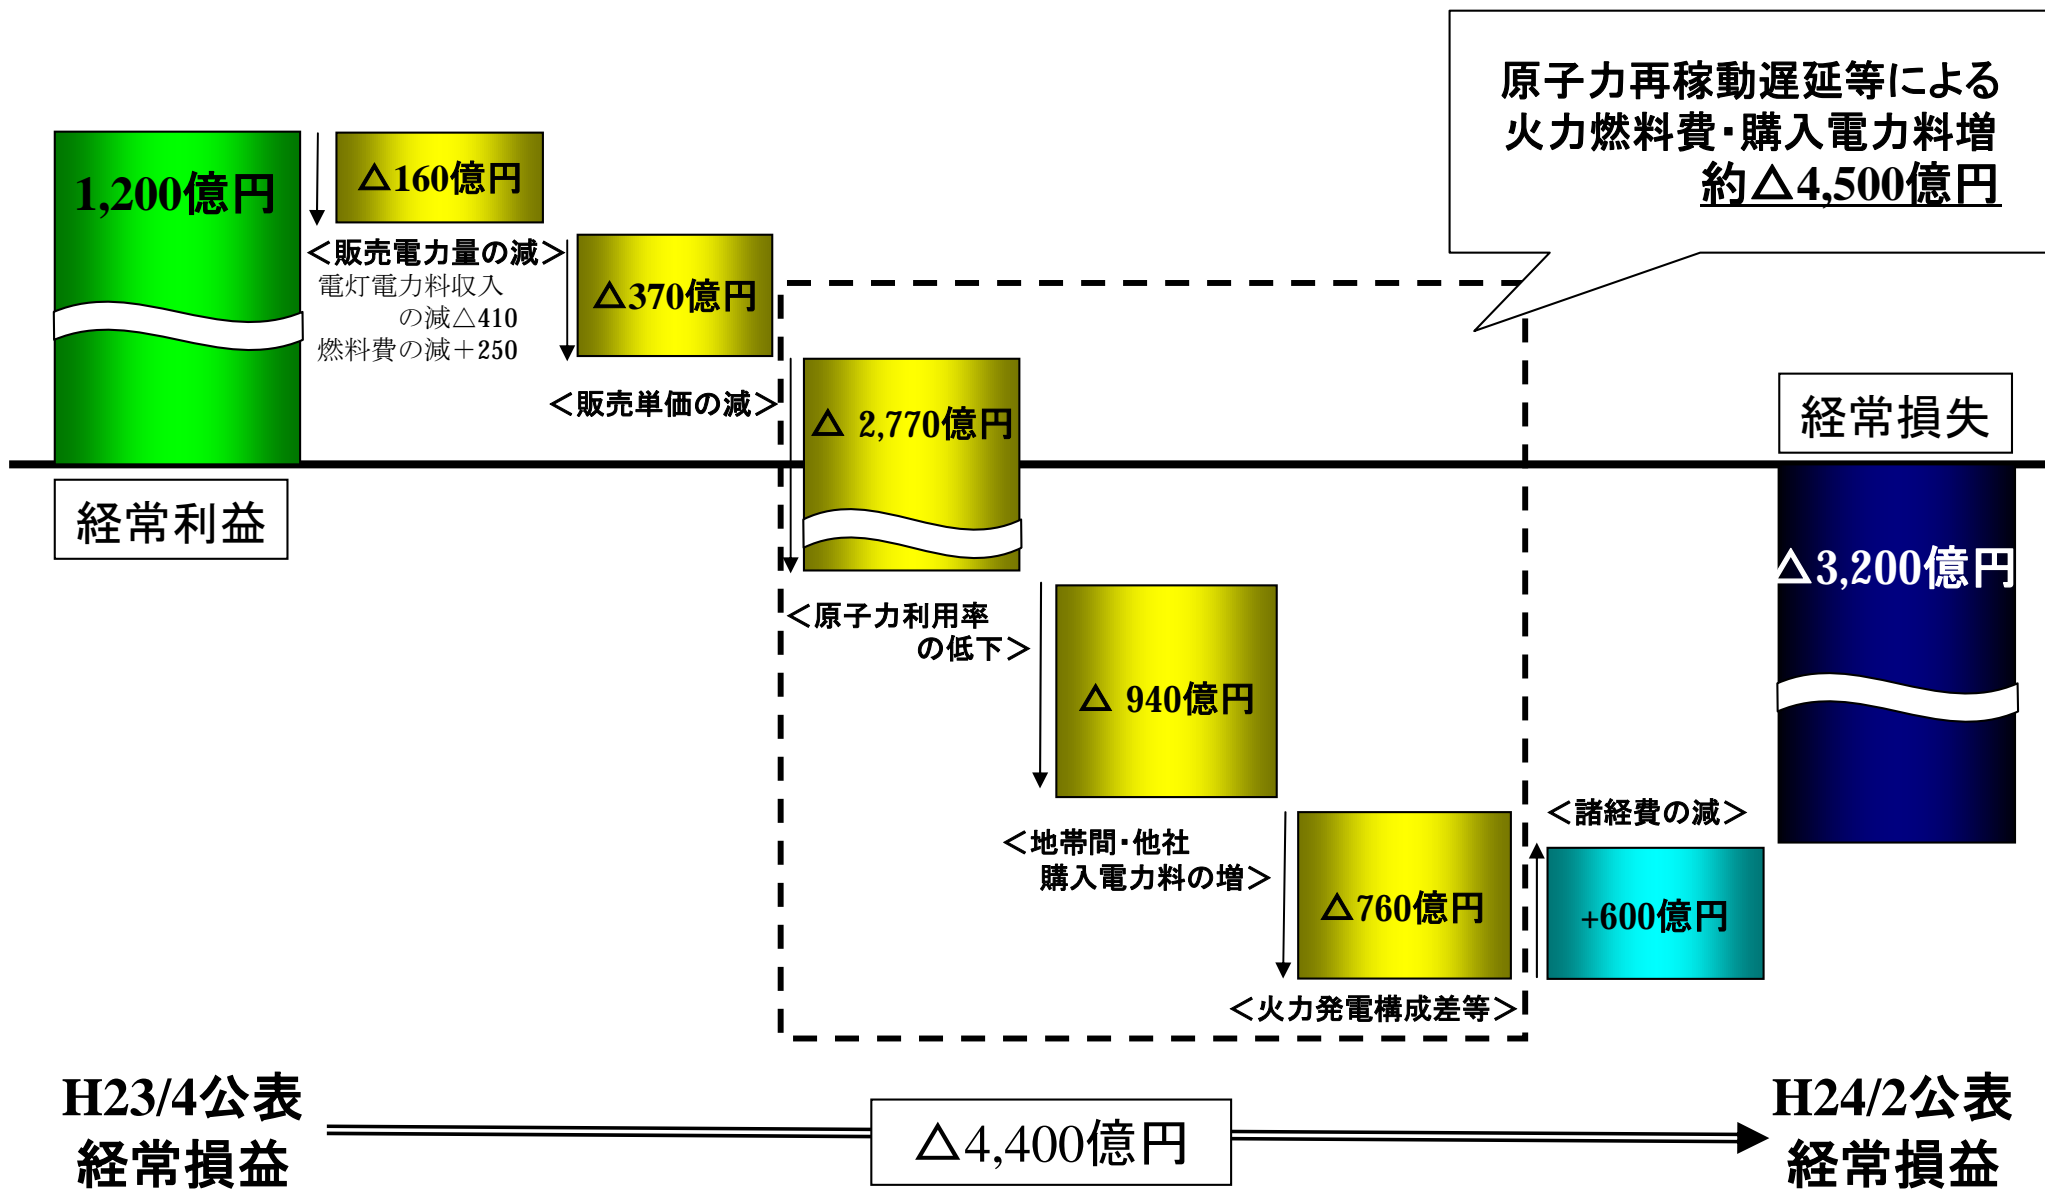 原子力再稼動遅延等による
火力燃料費・購入電力料増
約△4,500億円
1,200億円
△160億円
＜販売電力量の減＞
電灯電力料収入
の減△410
燃料費の減＋250
△370億円
＜販売単価の減＞
△ 2,770億円
経常損失
経常利益
△3,200億円
＜原子力利用率
の低下＞
△ 940億円
＜地帯間・他社
購入電力料の増＞
△760億円
＜火力発電構成差等＞
＜諸経費の減＞
+600億円
H23/4公表
経常損益
△4,400億円
H24/2公表
経常損益